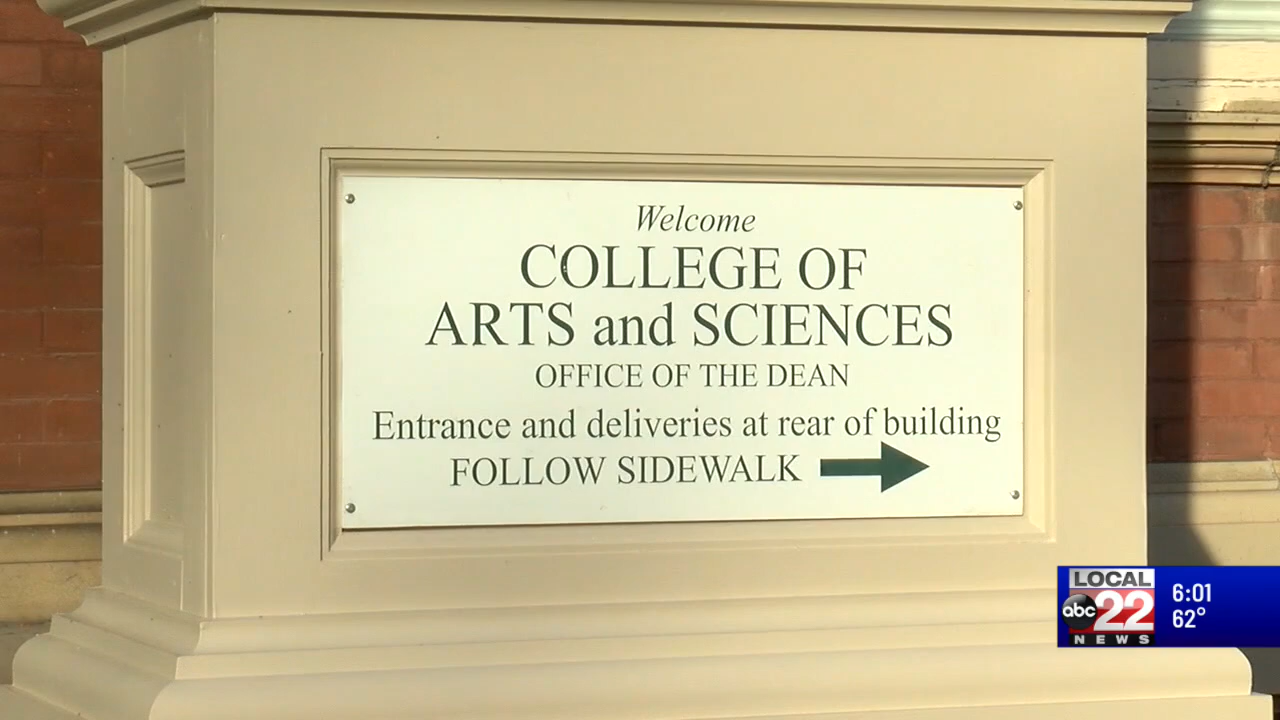 Welcome
COLLEGE OF
ARTS and SCIENCES
OFFICE OF THE DEAN
Entrance and deliveries at rear of building
FOLLOW SIDEWALK
LOCAL
abc 22
NEWS
6:01
62°